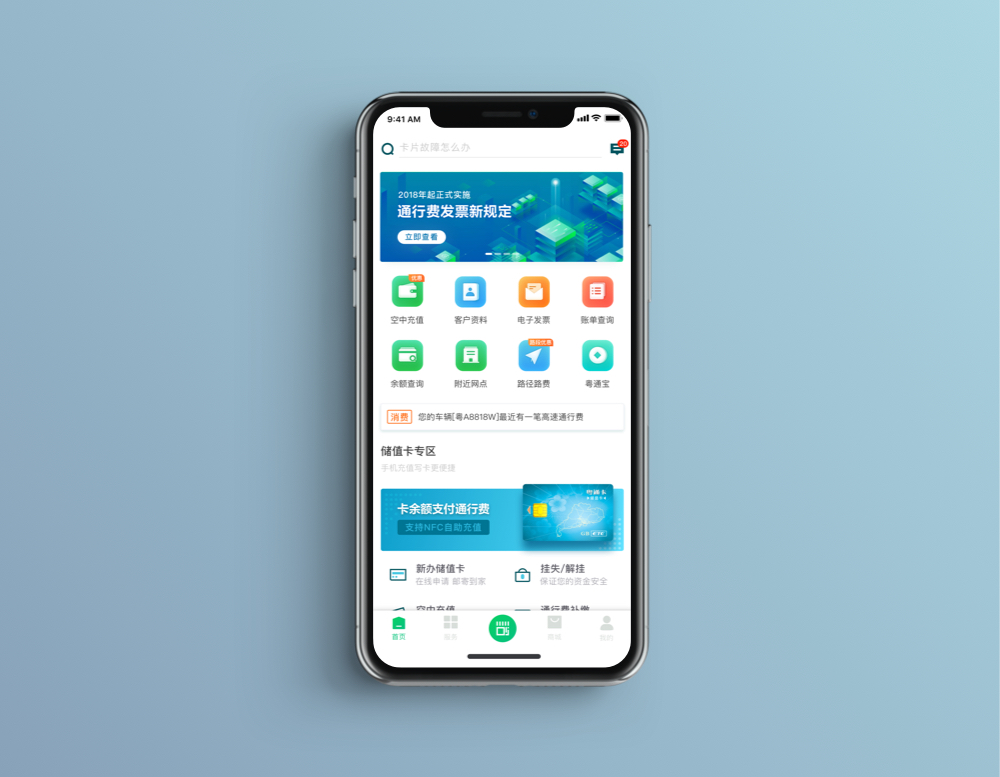 9:41 AM
卡片故障怎么办
20
2018年起正式实施
通行费发票新规定
立即查看
优惠
空中充值
客户资料
电子发票
账单查询
路段优惠
余额查询
附近网点
路径路费
粤通宝
消费 您的车辆[粤A8818W]最近有一笔高速通行费
储值卡专区
手机充值写卡更便捷
卡余额支付通行费
支持NFC自助充值
粤通卡
新办储值卡
在线申请 邮寄到家
挂失/解挂
保证您的资金安全
空中充值
通行费补缴
首页
服务
商城
我的